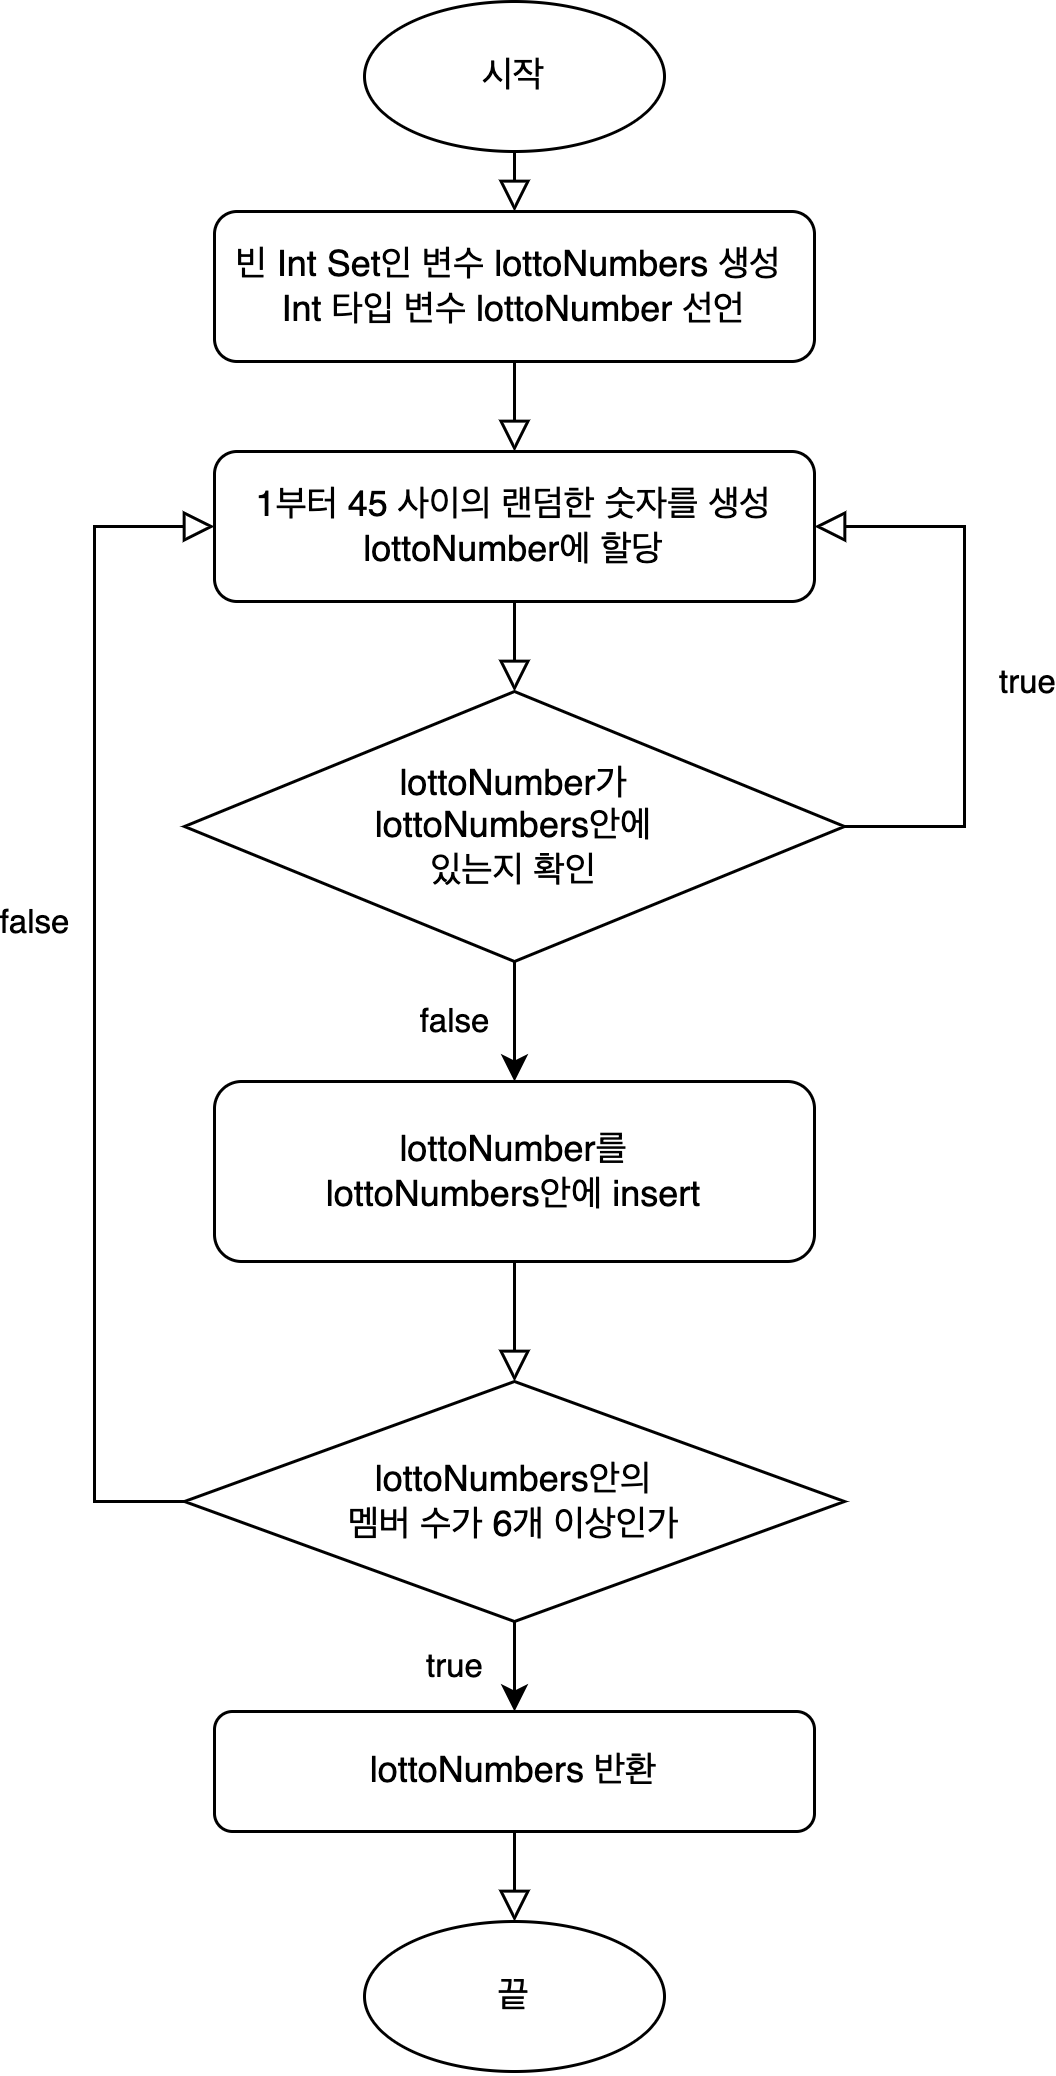 시작
빈 Int Set인 변수 lottoNumbers 생성
Int 타입 변수 lottoNumber 선언
1부터 45 사이의 랜덤한 숫자를 생성
lottoNumber에 할당
true
lottoNumber가
lottoNumbers안에
있는지 확인
false
false
lottoNumber를
lottoNumbers안에 insert
lottoNumbers안의
멤버 수가 6개 이상인가
true
lottoNumbers 반환
끝